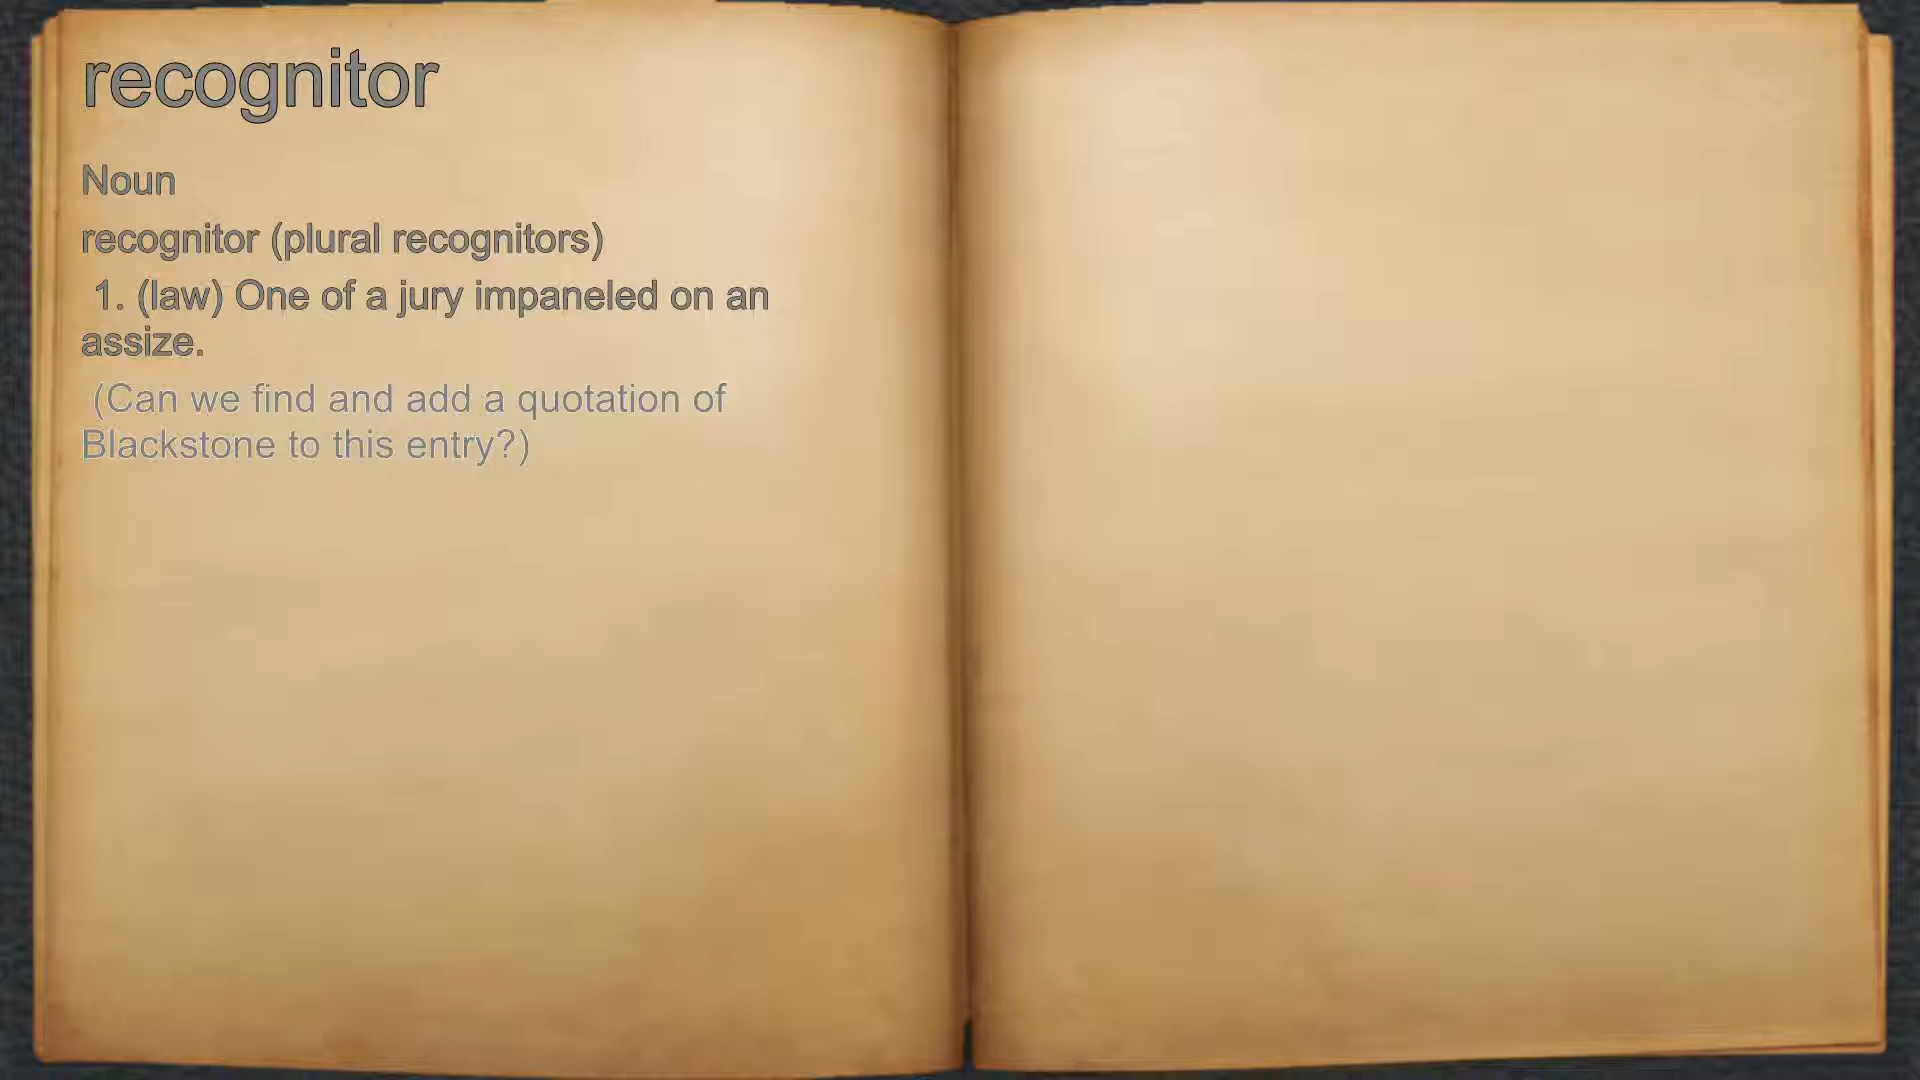 recognitor
Noun
recognitor (plural recognitors)
1. (law) One of a jury impaneled on an
assize.
(Can we find and add a quotation of
Blackstone to this entry?)